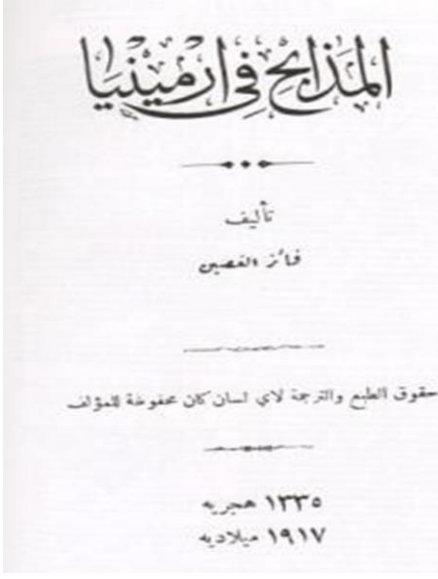 المذابح في ارمينيا
تأليف
فائز الغصين
حقوق الطبع والترجمة لاي لسان كان محفوظة للمؤلف
١٣٣٥ هجريه
١٩١٧ ميلاديه